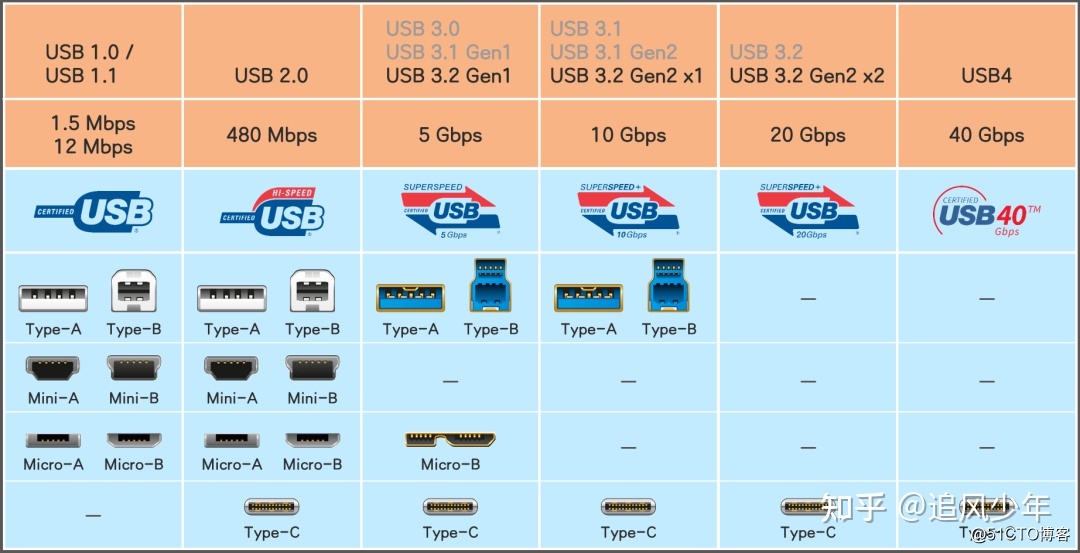 USB 1.0 /
USB 1.1
USB 2.0
USB 3.0
USB 3.1 Gen1
USB 3.2 Gen1
USB 3.1
USB 3.1 Gen2
USB 3.2 Gen2 x1
USB 3.2
USB 3.2 Gen2 x2
USB4
1.5 Mbps
12 Mbps
480 Mbps
5 Gbps
10 Gbps
20 Gbps
40 Gbps
CERTIFIED USB ®
HI-SPEED
CERTIFIED USB ®
SUPERSPEED
CERTIFIED USB
5 Gbps
SUPERSPEED+
CERTIFIED USB
10 Gbps
SUPERSPEED+
CERTIFIED USB
20Gbps
CERTIFIED
USB 40 TM
Gbps
Type-A Type-B Type-A Type-B Type-A Type-B Type-A Type-B — —
Mini-A Mini-B Mini-A Mini-B — — — —
Micro-A Micro-B Micro-A Micro-B Micro-B — — —
— Type-C Type-C Type-C Type-C
知乎 @追风少年
@51CTO博客